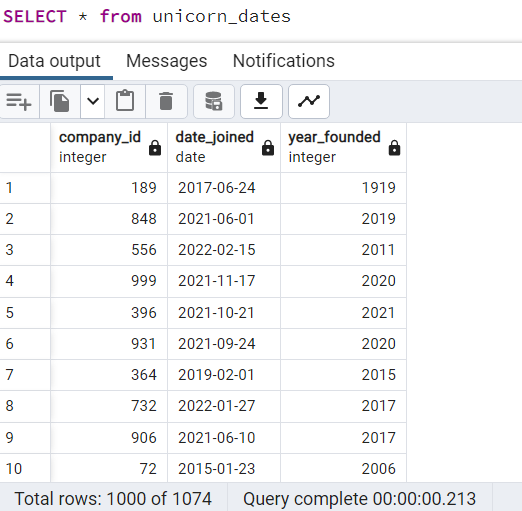 SELECT * from unicorn_dates
Data output Messages Notifications
company_id date_joined year_founded
integer date integer
1 189 2017-06-24 1919
2 848 2021-06-01 2019
3 556 2022-02-15 2011
4 999 2021-11-17 2020
5 396 2021-10-21 2021
6 931 2021-09-24 2020
7 364 2019-02-01 2015
8 732 2022-01-27 2017
9 906 2021-06-10 2017
10 72 2015-01-23 2006
Total rows: 1000 of 1074 Query complete 00:00:00.213